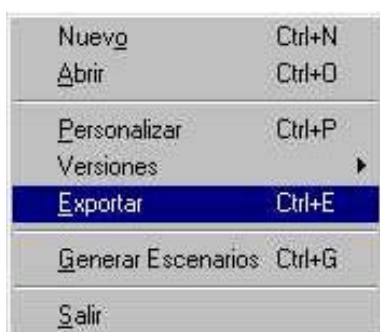 Nuevo Ctrl+N
Abrir Ctrl+O
Personalizar Ctrl+P
Versiones
Exportar Ctrl+E
Generar Escenarios Ctrl+G
Salir